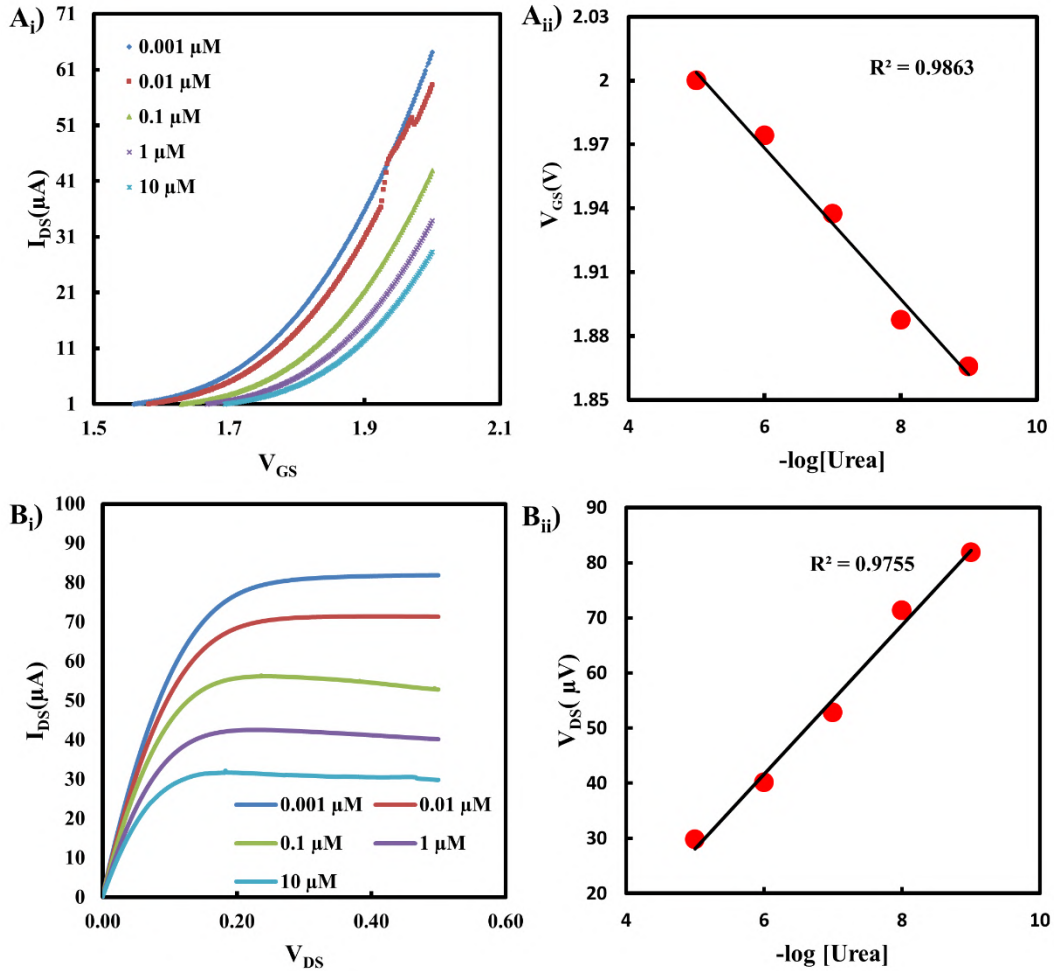 Ai)
71
61
51
41
31
21
11
1
IDS(µA)
0.001 µM
0.01 µM
0.1 µM
1 µM
10 µM
1.5 1.7 1.9 2.1
VGS
Aii)
2.03
2
1.97
1.94
1.91
1.88
1.85
VGS(V)
R² = 0.9863
4 6 8 10
-log[Urea]
Bi)
100
90
80
70
60
50
40
30
20
10
0
IDS(µA)
0.001 µM 0.01 µM
0.1 µM 1 µM
10 µM
0.00 0.20 0.40 0.60
VDS
Bii)
90
80
70
60
50
40
30
20
VDS( µV)
R² = 0.9755
4 6 8 10
-log [Urea]